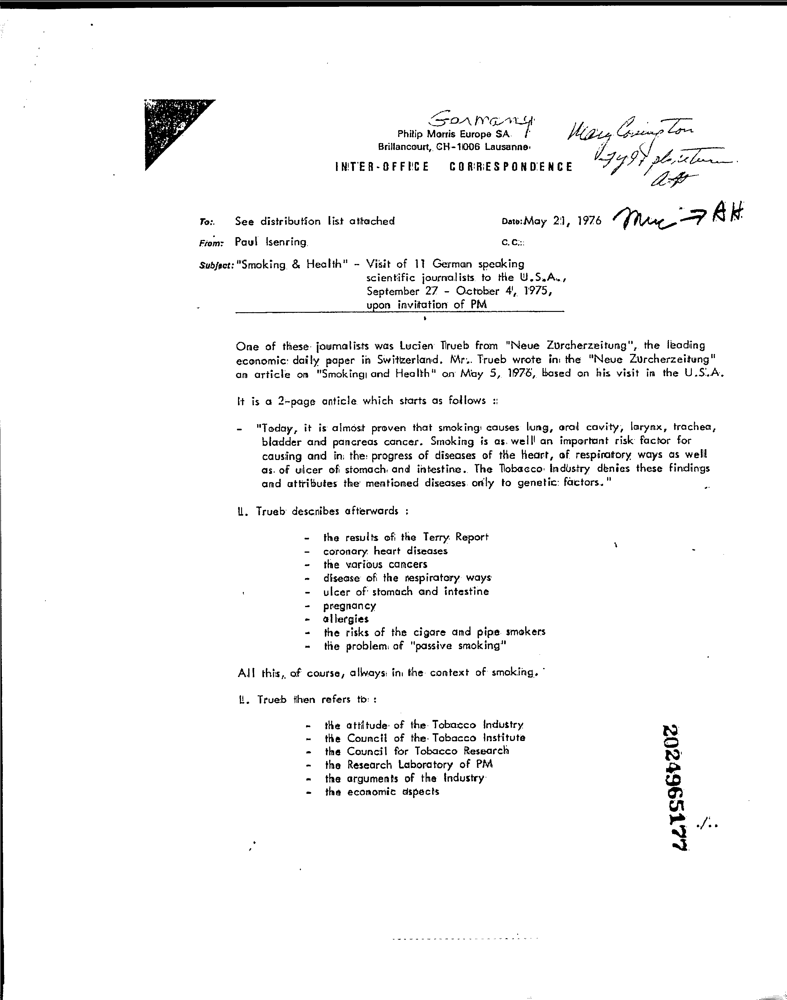 Germany
Philip Morris Europe SA
Brillancourt, CH-1006 Lausanne
INTER-OFFICE CORRESPONDENCE
Mary Covington
please return
To: See distribution list attached
Date: May 21, 1976
→ AH
From: Paul Isenring
C.C.:
Subject: "Smoking & Health" - Visit of 11 German speaking
scientific journalists to the U.S.A.,
September 27 - October 4, 1975,
upon invitation of PM
One of these journalists was Lucien Trueb from "Neue Zürcherzeitung", the leading
economic daily paper in Switzerland. Mr. Trueb wrote in the "Neue Zürcherzeitung"
an article on "Smoking and Health" on May 5, 1976, based on his visit in the U.S.A.
It is a 2-page article which starts as follows :
- "Today, it is almost proven that smoking causes lung, oral cavity, larynx, trachea,
bladder and pancreas cancer. Smoking is as well an important risk factor for
causing and in the progress of diseases of the Heart, of respiratory ways as well
as of ulcer of stomach and intestine. The Tobacco Industry denies these findings
and attributes the mentioned diseases only to genetic factors."
L. Trueb describes afterwards :
- the results of the Terry Report
- coronary heart diseases
- the various cancers
- disease of the respiratory ways
- ulcer of stomach and intestine
- pregnancy
- allergies
- the risks of the cigare and pipe smokers
- the problem of "passive smoking"
All this, of course, allways in the context of smoking.
L. Trueb then refers to :
- the attitude of the Tobacco Industry
- the Council of the Tobacco Institute
- the Council for Tobacco Research
- the Research Laboratory of PM
- the arguments of the Industry
- the economic aspects
2024965177
./..